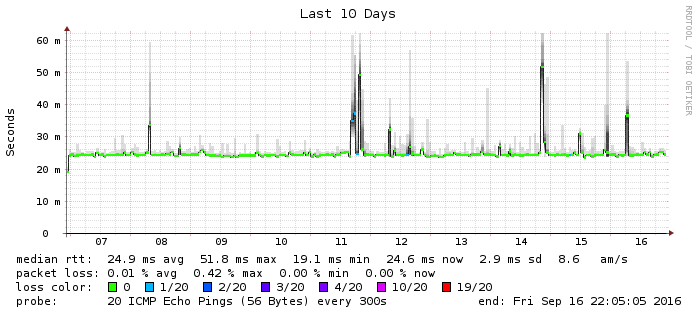 Last 10 Days
RRDTOOL / TOBI OETIKER
Seconds
60 m
50 m
40 m
30 m
20 m
10 m
0
07 08 09 10 11 12 13 14 15 16
median rtt: 24.9 ms avg 51.8 ms max 19.1 ms min 24.6 ms now 2.9 ms sd 8.6 am/s
packet loss: 0.01 % avg 0.42 % max 0.00 % min 0.00 % now
loss color: 0 1/20 2/20 3/20 4/20 10/20 19/20
probe: 20 ICMP Echo Pings (56 Bytes) every 300s end: Fri Sep 16 22:05:05 2016